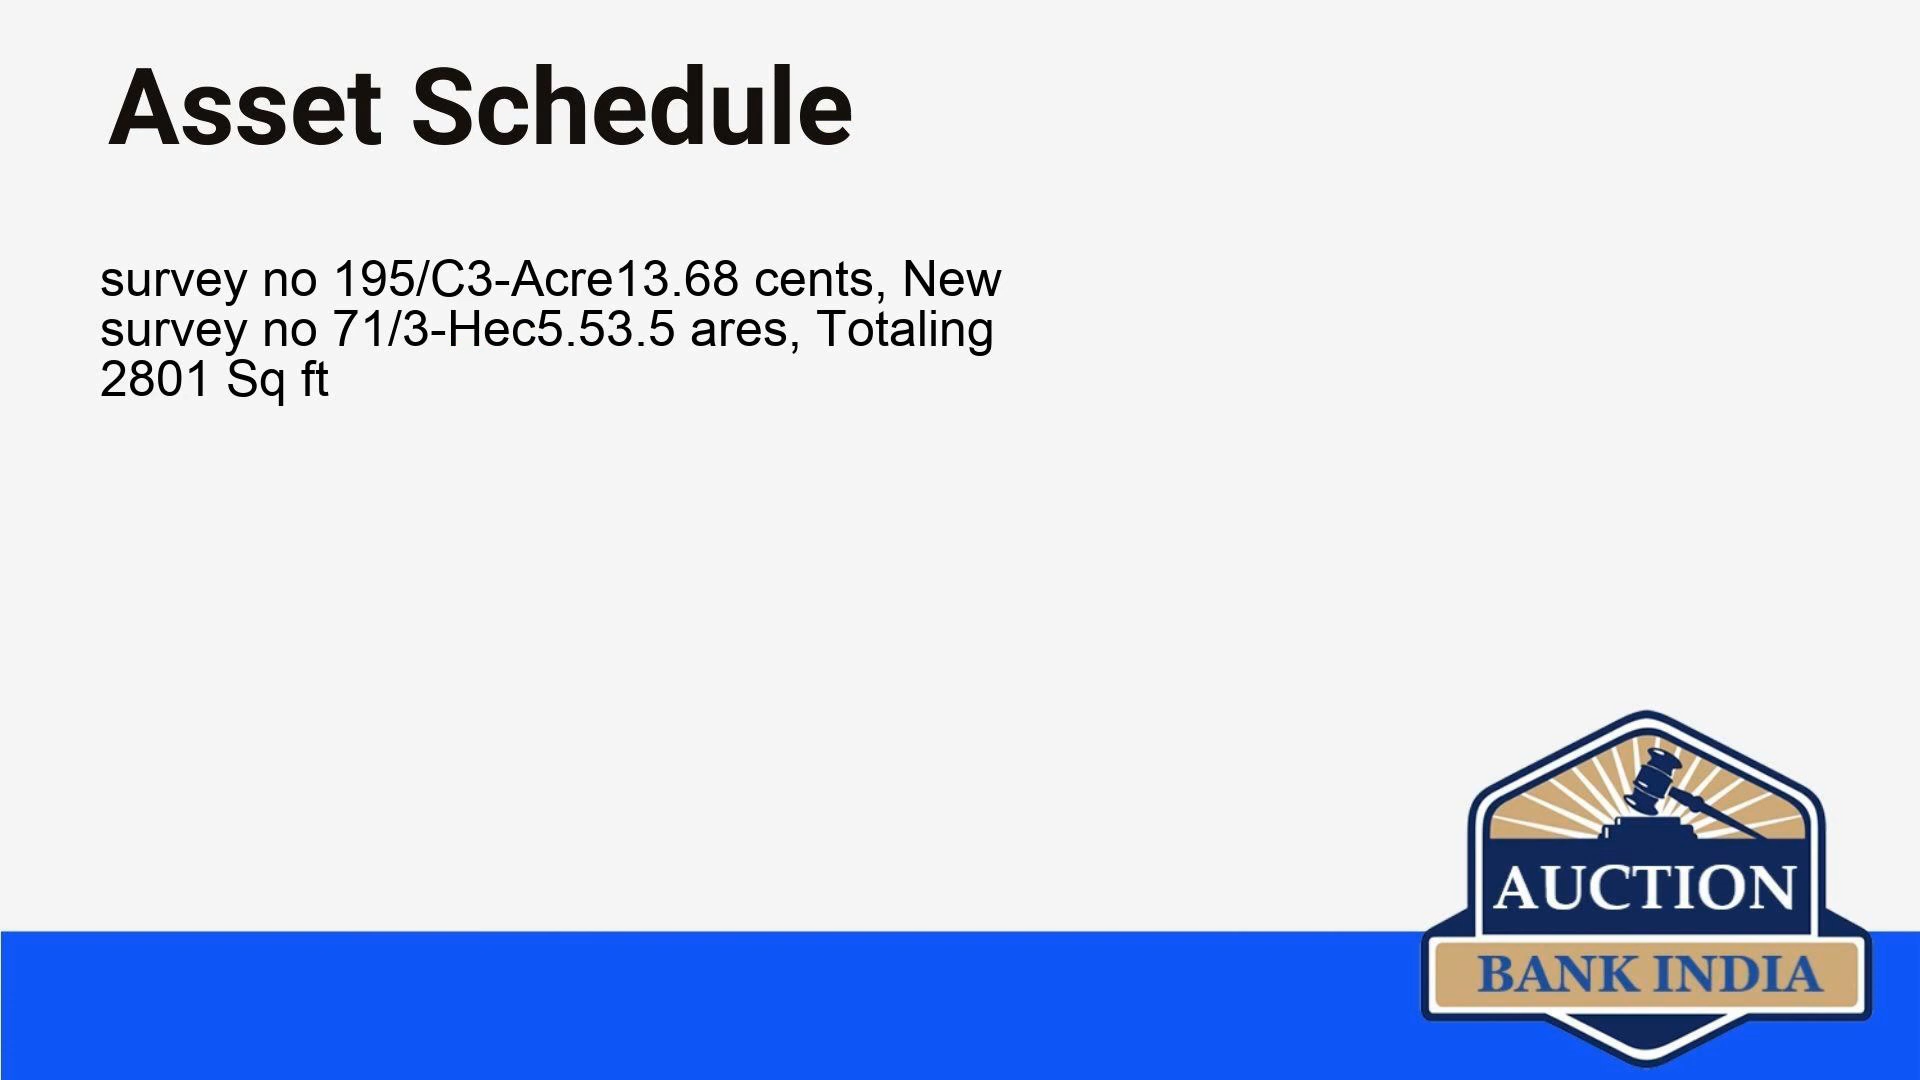 Asset Schedule
survey no 195/C3-Acre13.68 cents, New
survey no 71/3-Hec5.53.5 ares, Totaling
2801 Sq ft
AUCTION
BANK INDIA